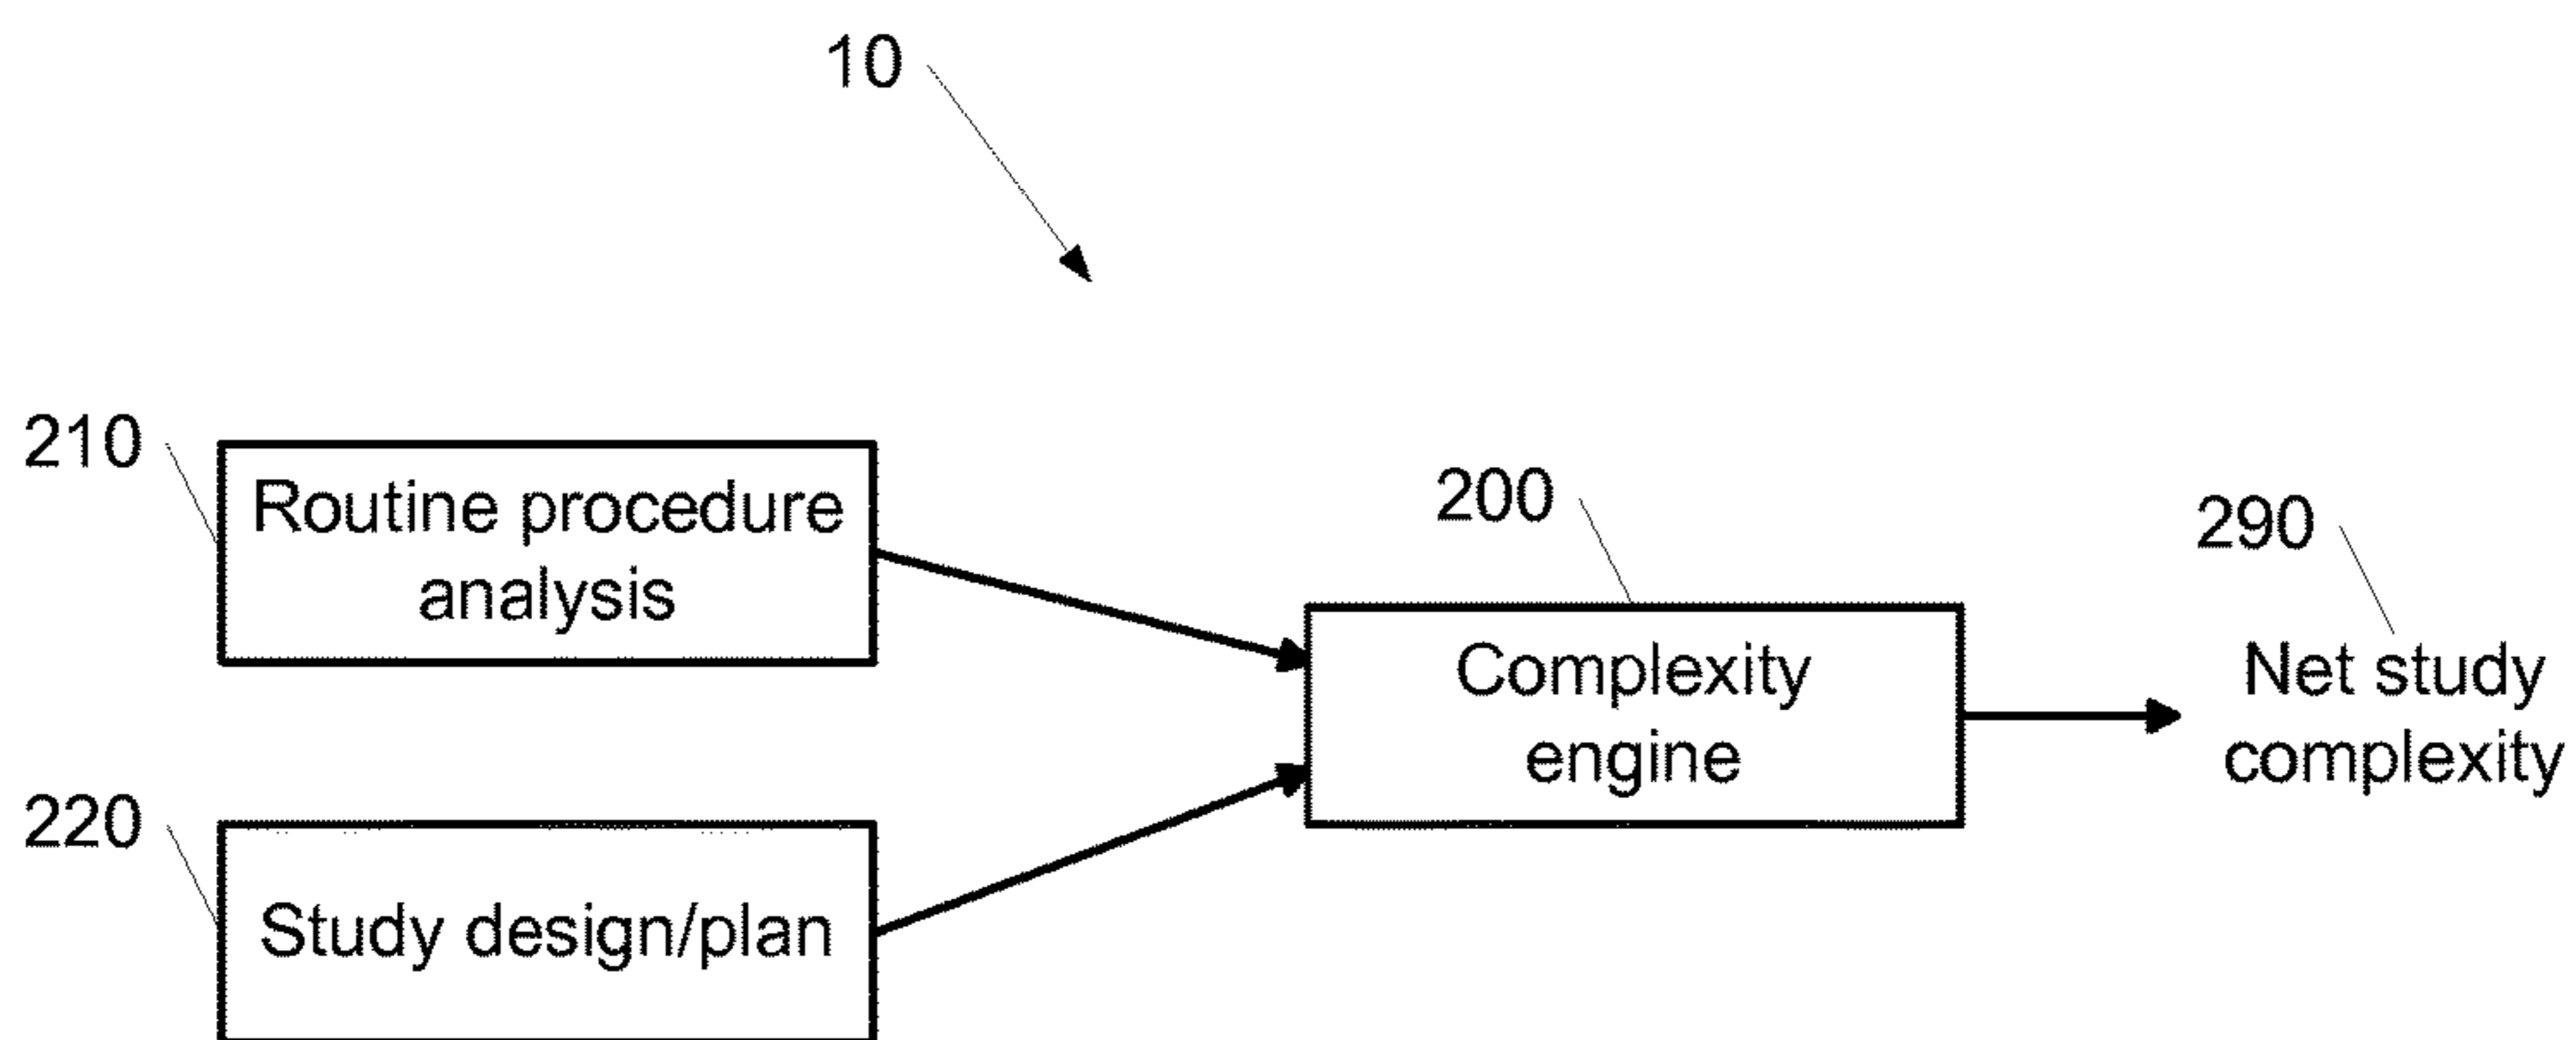 10
210
Routine procedure
analysis
200
Complexity
engine
290
Net study
complexity
220
Study design/plan